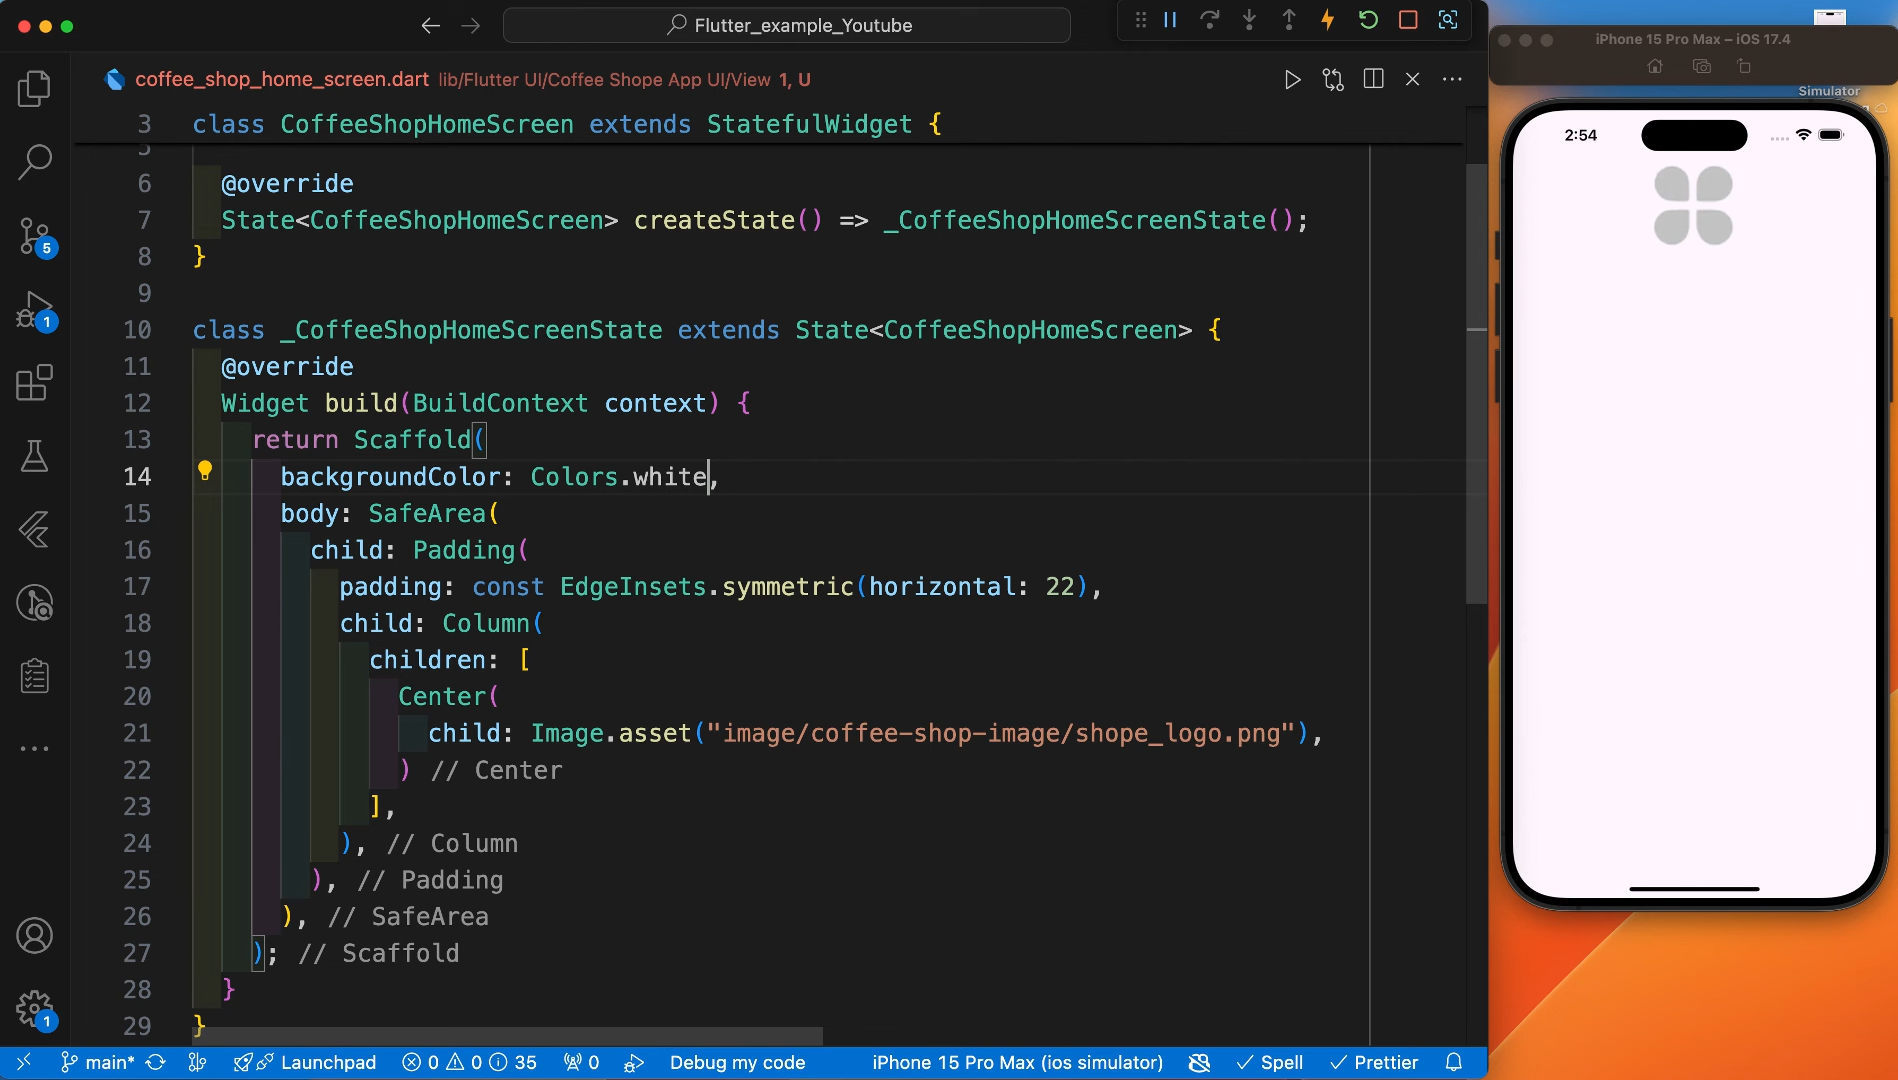 Flutter_example_Youtube
iPhone 15 Pro Max – iOS 17.4
coffee_shop_home_screen.dart lib/Flutter UI/Coffee Shope App UI/View 1, U
Simulator
3 class CoffeeShopHomeScreen extends StatefulWidget {
5
2:54
6 @override
7 State<CoffeeShopHomeScreen> createState() => _CoffeeShopHomeScreenState();
8 }
9
10 class _CoffeeShopHomeScreenState extends State<CoffeeShopHomeScreen> {
11 @override
12 Widget build(BuildContext context) {
13 return Scaffold(
14 backgroundColor: Colors.white,
15 body: SafeArea(
16 child: Padding(
17 padding: const EdgeInsets.symmetric(horizontal: 22),
18 child: Column(
19 children: [
20 Center(
21 child: Image.asset("image/coffee-shop-image/shope_logo.png"),
22 ) // Center
23 ],
24 ), // Column
25 ), // Padding
26 ), // SafeArea
27 ); // Scaffold
28 }
29 }
5
1
1
main* Launchpad 0 0 35 0 Debug my code iPhone 15 Pro Max (ios simulator) Spell Prettier